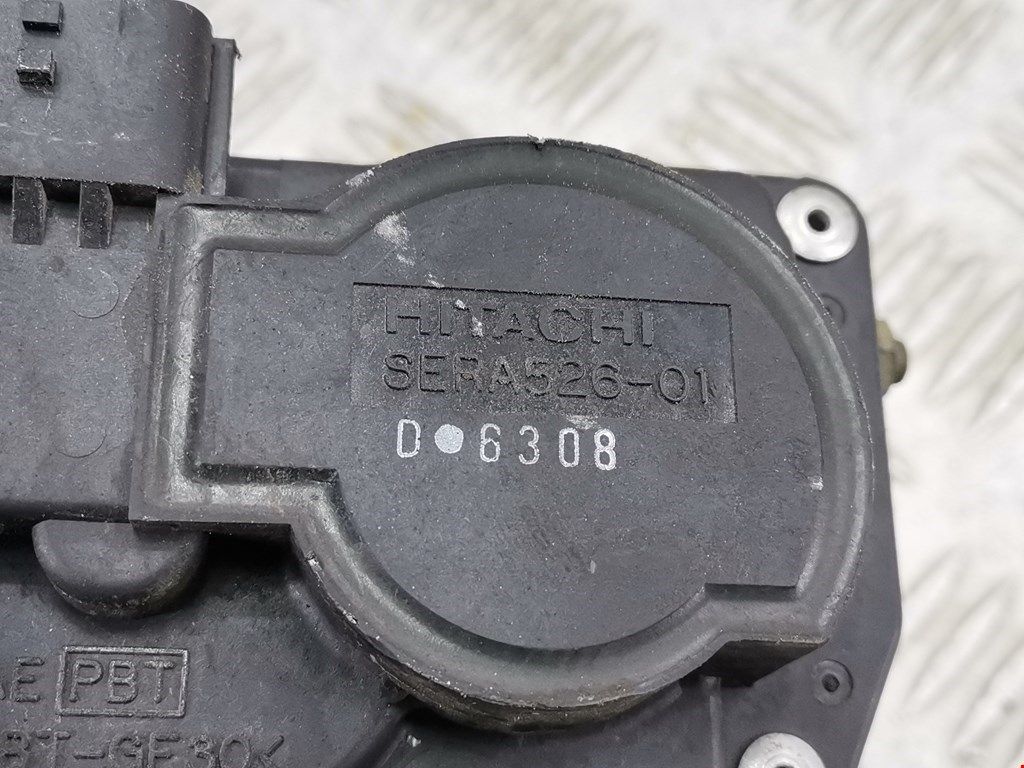 HITACHI
SERA526-01
D●6308
PBT